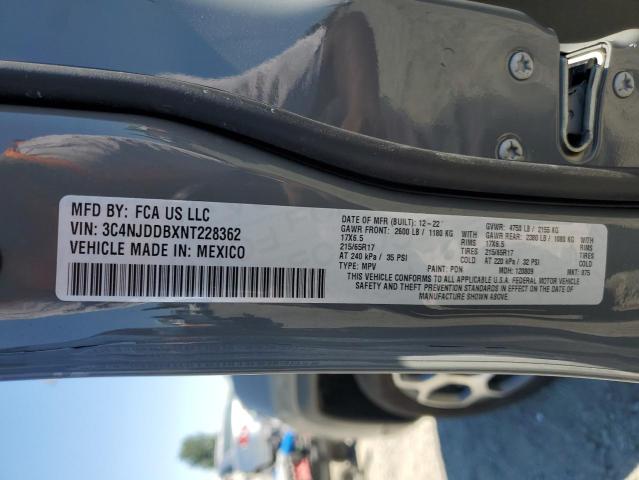 MFD BY: FCA US LLC
VIN: 3C4NJDDBXNT228362
VEHICLE MADE IN: MEXICO
DATE OF MFR (BUILT): 12-22
GAWR FRONT: 2600 LB / 1180 KG
17X6.5
215/65R17
TIRES
COLD
AT 240 kPa / 35 PSI
TYPE: MPV
PAINT: PDN
GVWR: 4750 LB / 2155 KG
GAWR REAR: 2380 LB / 1080 KG
17X6.5
215/65R17
TIRES
COLD
AT 220 kPa / 32 PSI
MDH: 120809
MKT: 875
THIS VEHICLE CONFORMS TO ALL APPLICABLE U.S.A. FEDERAL MOTOR VEHICLE
SAFETY AND THEFT PREVENTION STANDARDS IN EFFECT ON THE DATE OF
MANUFACTURE SHOWN ABOVE.